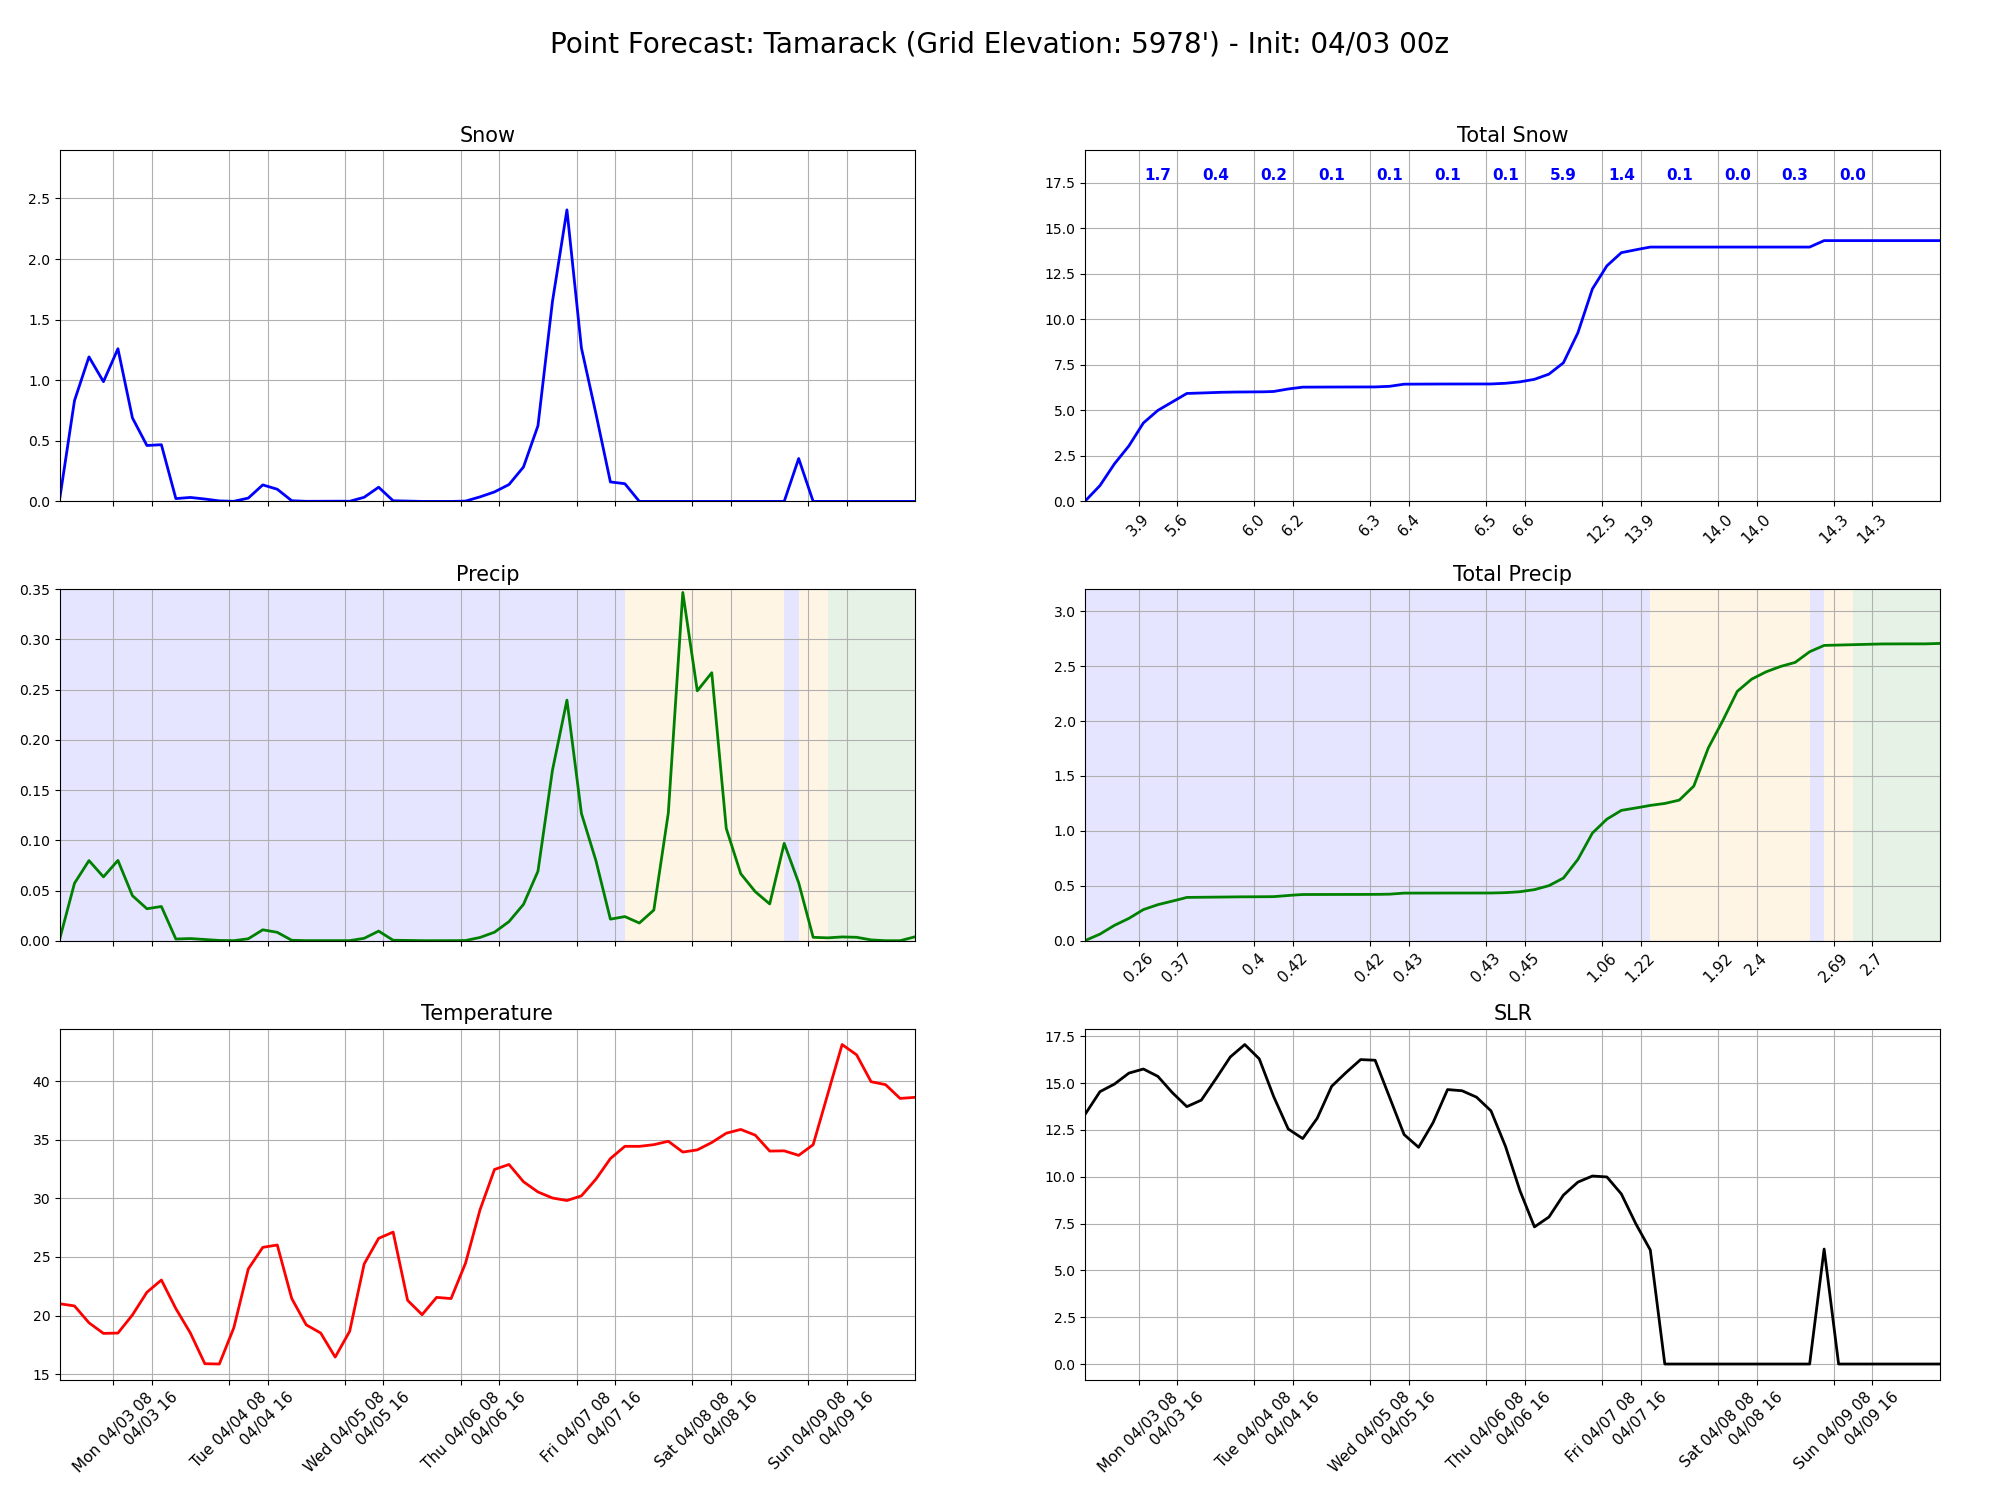 Point Forecast: Tamarack (Grid Elevation: 5978') - Init: 04/03 00z
Snow
2.5
2.0
1.5
1.0
0.5
0.0
Total Snow
1.7 0.4 0.2 0.1 0.1 0.1 0.1 5.9 1.4 0.1 0.0 0.3 0.0
17.5
15.0
12.5
10.0
7.5
5.0
2.5
0.0
3.9 5.6 6.0 6.2 6.3 6.4 6.5 6.6 12.5 13.9 14.0 14.0 14.3 14.3
Precip
0.35
0.30
0.25
0.20
0.15
0.10
0.05
0.00
Total Precip
3.0
2.5
2.0
1.5
1.0
0.5
0.0
0.26 0.37 0.4 0.42 0.42 0.43 0.43 0.45 1.06 1.22 1.92 2.4 2.69 2.7
Temperature
40
35
30
25
20
15
Mon 04/03 08
04/03 16
Tue 04/04 08
04/04 16
Wed 04/05 08
04/05 16
Thu 04/06 08
04/06 16
Fri 04/07 08
04/07 16
Sat 04/08 08
04/08 16
Sun 04/09 08
04/09 16
SLR
17.5
15.0
12.5
10.0
7.5
5.0
2.5
0.0
Mon 04/03 08
04/03 16
Tue 04/04 08
04/04 16
Wed 04/05 08
04/05 16
Thu 04/06 08
04/06 16
Fri 04/07 08
04/07 16
Sat 04/08 08
04/08 16
Sun 04/09 08
04/09 16